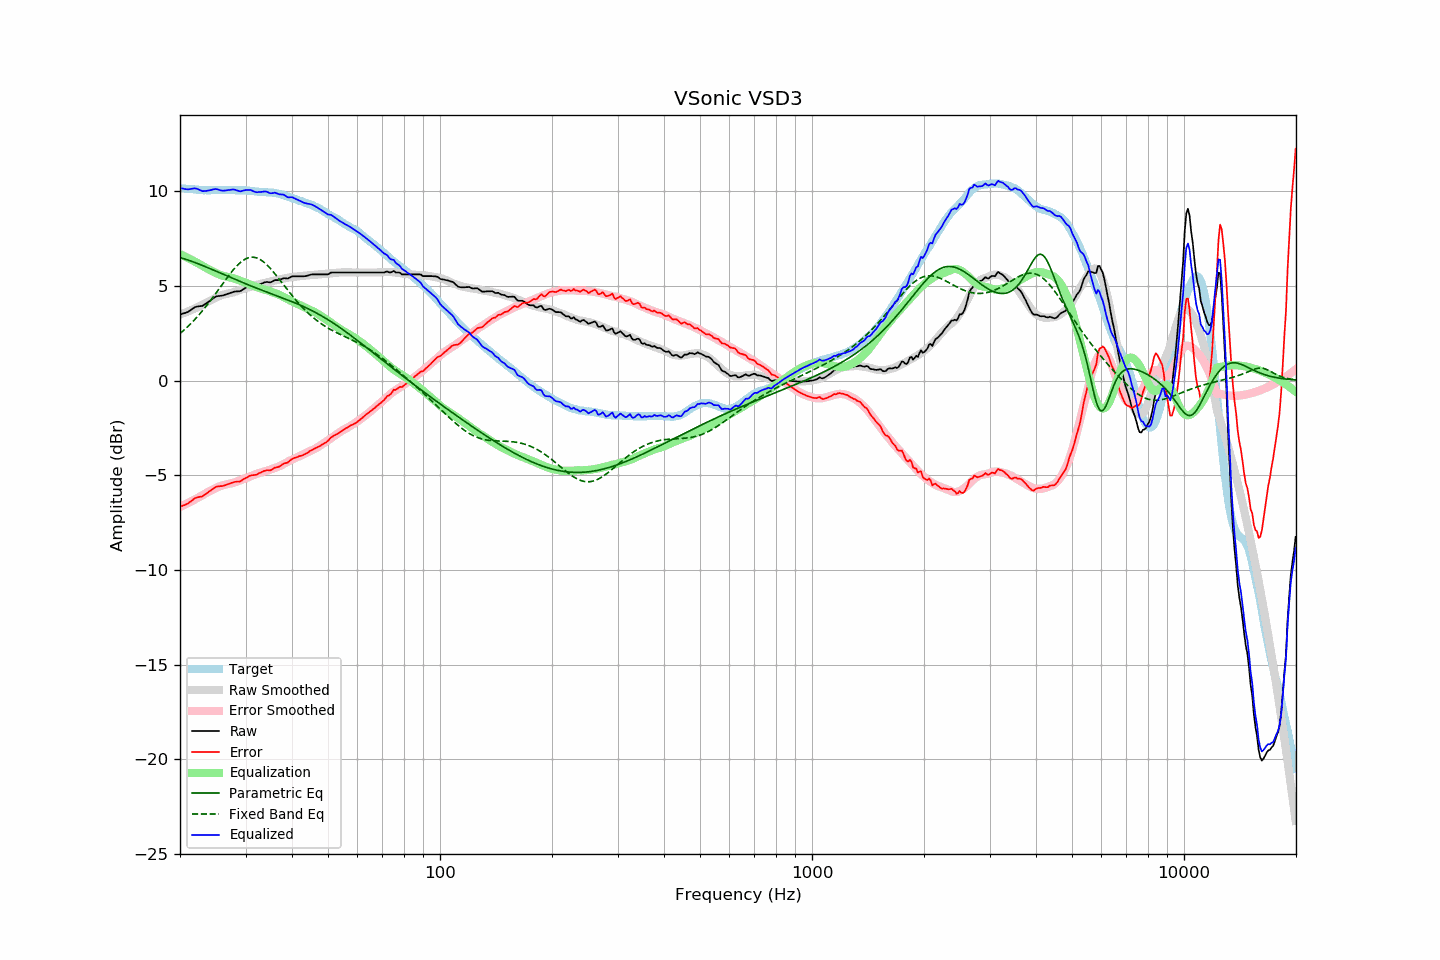 VSonic VSD3
Amplitude (dBr)
10
5
0
−5
−10
−15
−20
−25
Target
Raw Smoothed
Error Smoothed
Raw
Error
Equalization
Parametric Eq
Fixed Band Eq
Equalized
100
1000
10000
Frequency (Hz)